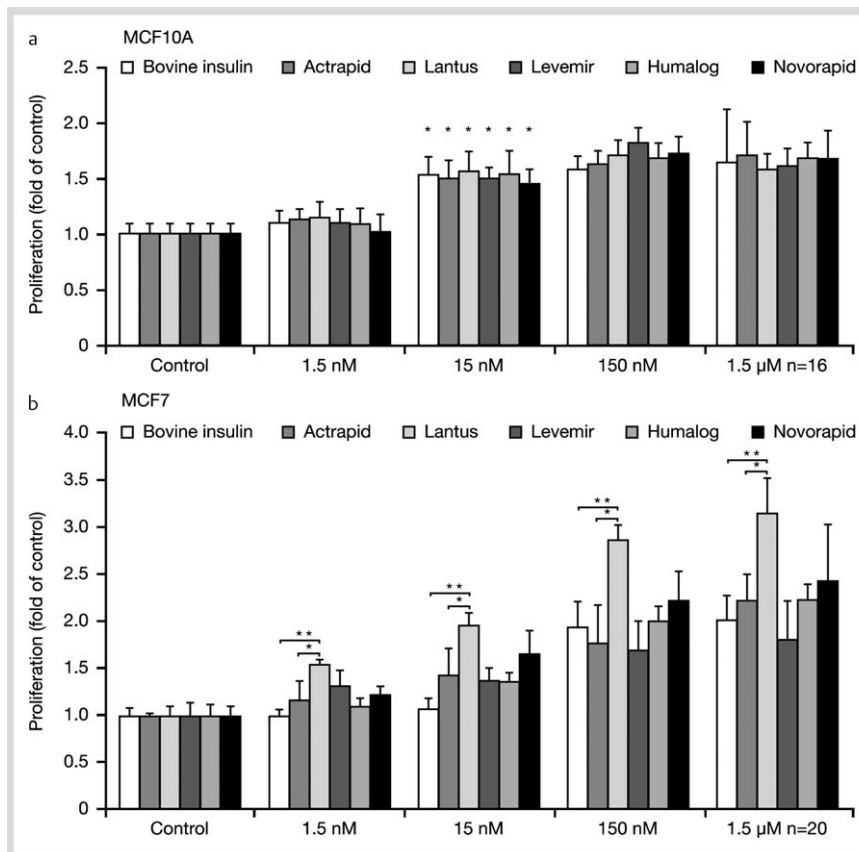 a MCF10A
Bovine insulin Actrapid Lantus Levemir Humalog Novorapid
Proliferation (fold of control)
2.5
2.0
1.5
1.0
0.5
0
* * * * * *
Control 1.5 nM 15 nM 150 nM 1.5 µM n=16
b MCF7
Bovine insulin Actrapid Lantus Levemir Humalog Novorapid
Proliferation (fold of control)
4.0
3.5
3.0
2.5
2.0
1.5
1.0
0.5
0
**
*
**
*
**
*
**
*
Control 1.5 nM 15 nM 150 nM 1.5 µM n=20